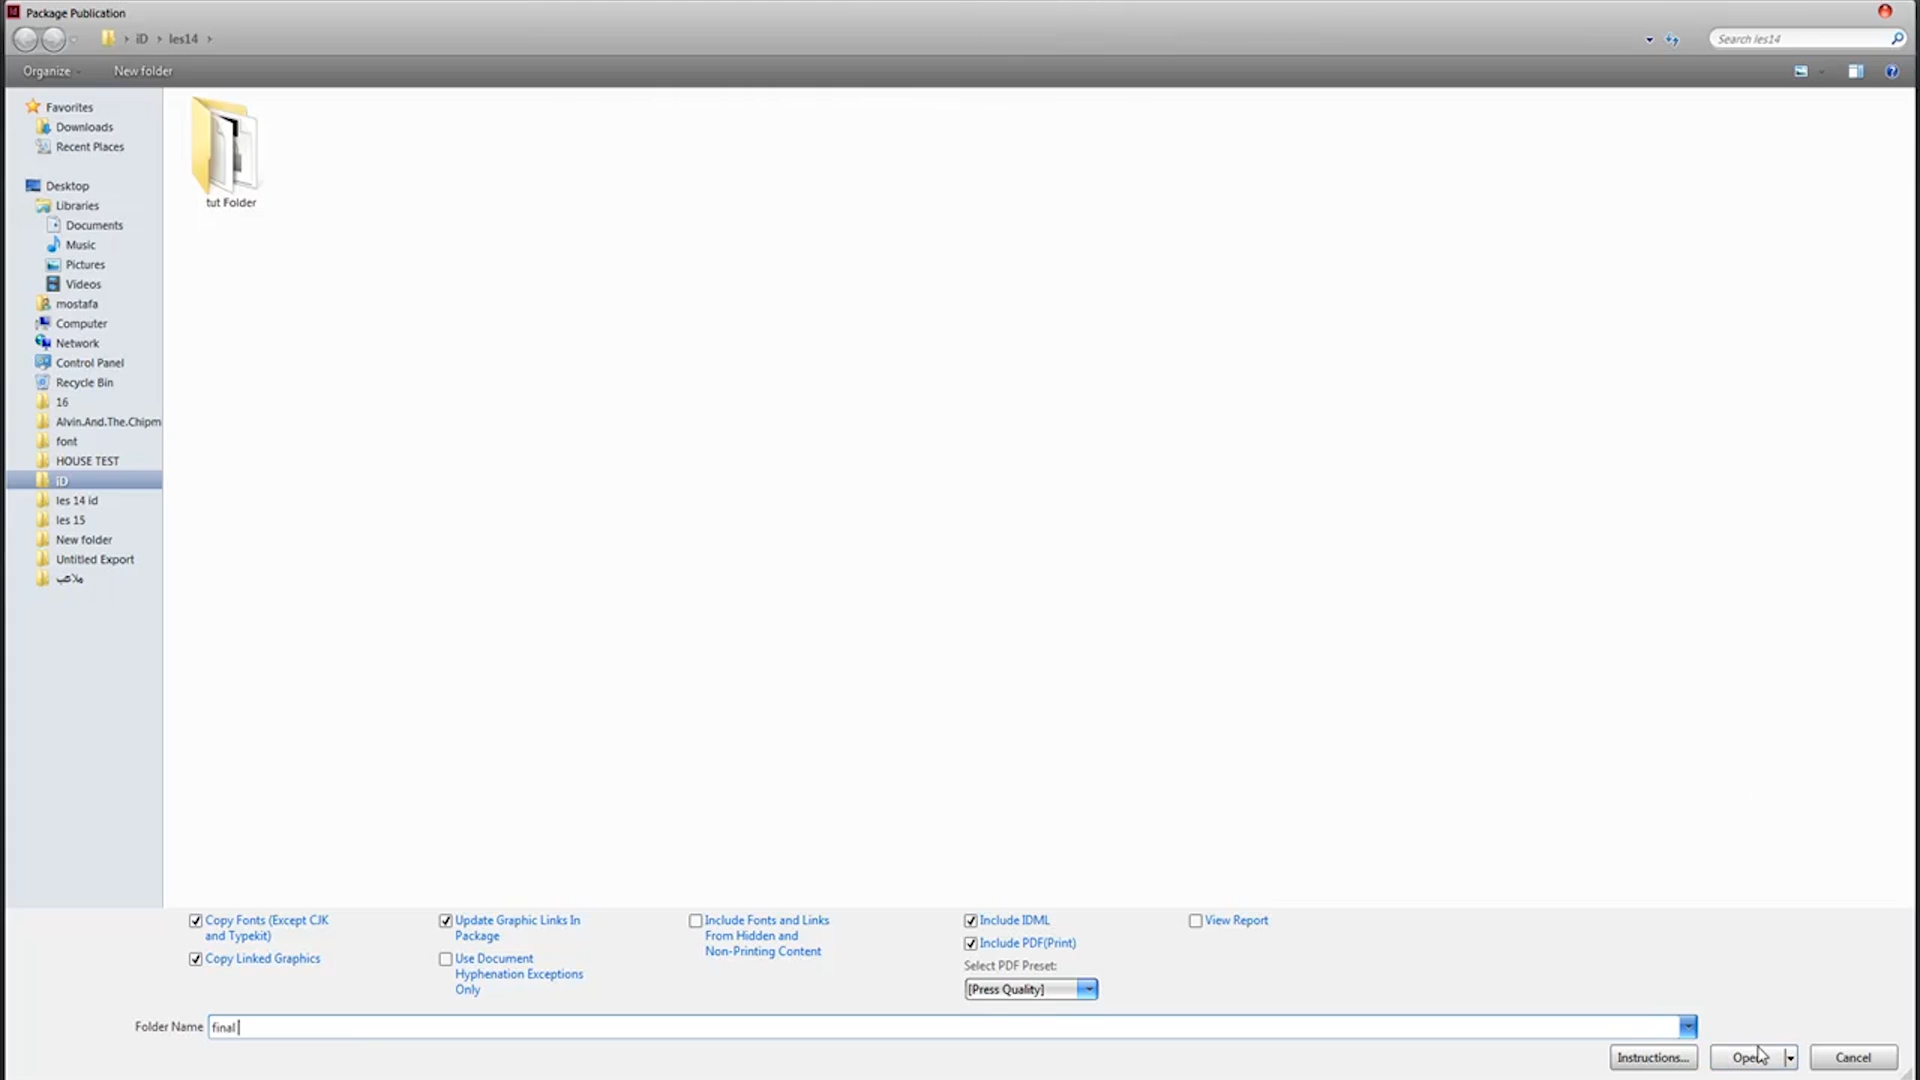 Id Package Publication
iD les14
Search les14
Organize New folder
Favorites
Downloads
Recent Places
Desktop
Libraries
Documents
Music
Pictures
Videos
mostafa
Computer
Network
Control Panel
Recycle Bin
16
Alvin.And.The.Chipm
font
HOUSE TEST
iD
les 14 id
les 15
New folder
Untitled Export
ملاعب
tut Folder
Copy Fonts (Except CJK
and Typekit)
Copy Linked Graphics
Update Graphic Links In
Package
Use Document
Hyphenation Exceptions
Only
Include Fonts and Links
From Hidden and
Non-Printing Content
Include IDML
Include PDF(Print)
Select PDF Preset:
[Press Quality]
View Report
Folder Name final
Instructions... Open Cancel